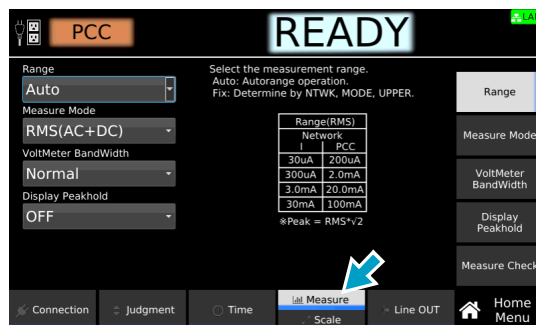 PCC
READY
LAN
Range
Auto
Measure Mode
RMS(AC+DC)
VoltMeter BandWidth
Normal
Display Peakhold
OFF
Select the measurement range.
Auto: Autorange operation.
Fix: Determine by NTWK, MODE, UPPER.
Range(RMS)
Network
I PCC
30uA 200uA
300uA 2.0mA
3.0mA 20.0mA
30mA 100mA
※Peak = RMS*√2
Range
Measure Mode
VoltMeter
BandWidth
Display
Peakhold
Measure Check
Connection
Judgment
Time
Measure
Scale
Line OUT
Home
Menu